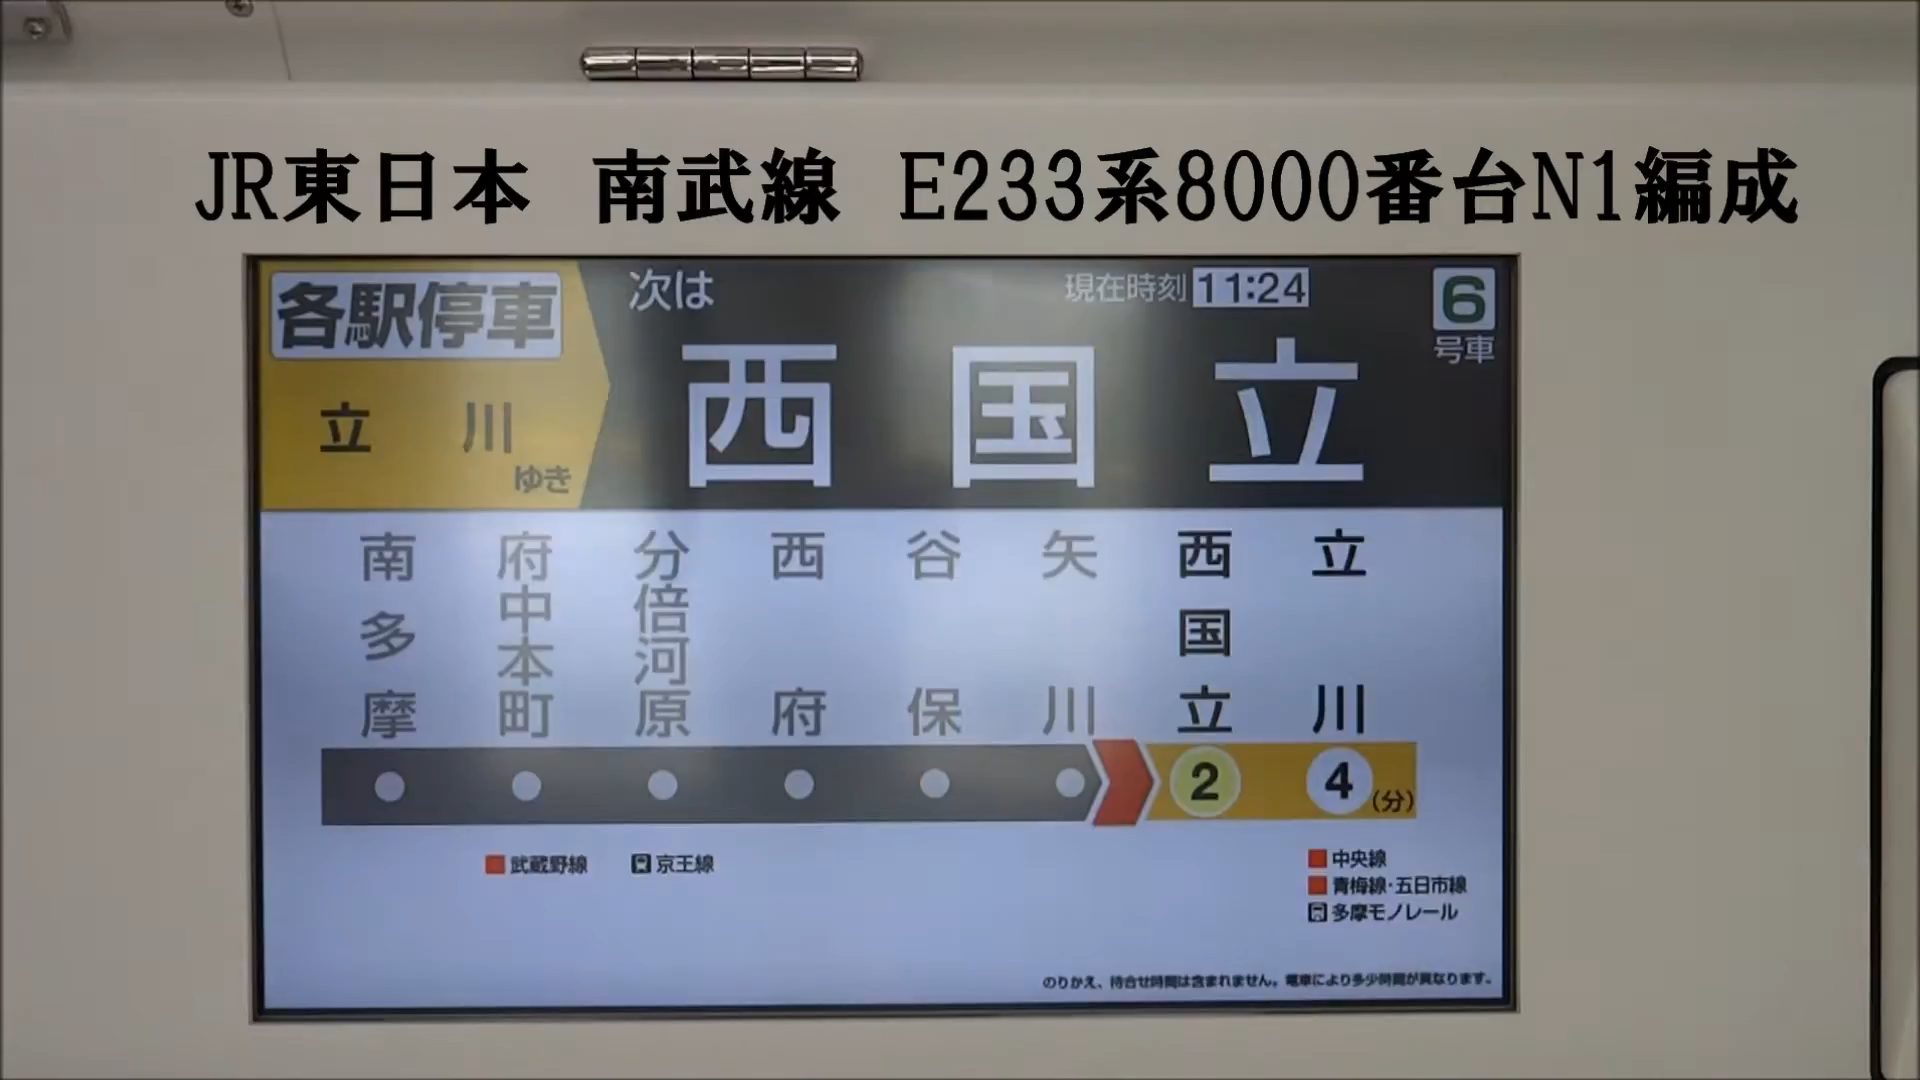 JR東日本 南武線 E233系8000番台N1編成
各駅停車
立川
ゆき
次は
西国立
現在時刻 11:24
6
号車
南多摩
府中本町
分倍河原
西府
谷保
矢川
西国立
立川
2
4
(分)
武蔵野線
京王線
中央線
青梅線・五日市線
多摩モノレール
のりかえ、待合せ時間は含まれません。電車により多少時間が異なります。